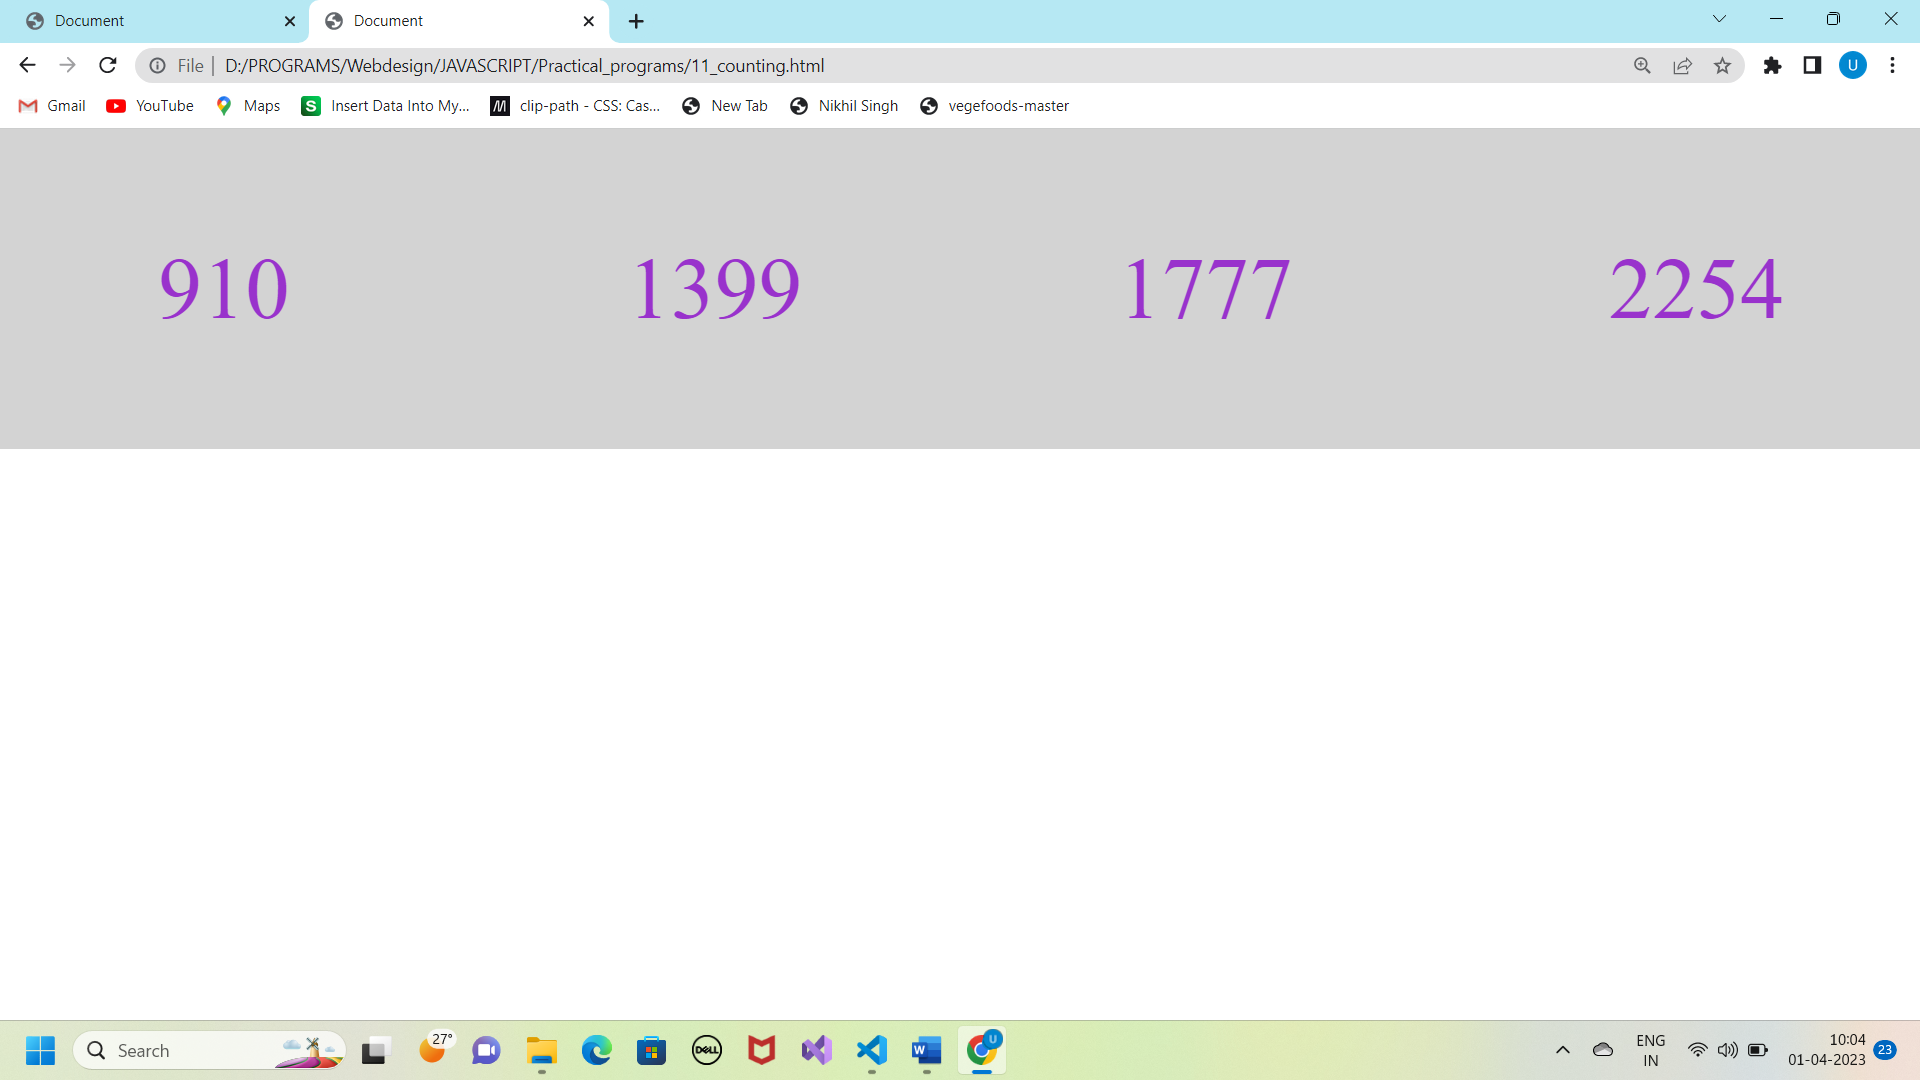 Document Document
File D:/PROGRAMS/Webdesign/JAVASCRIPT/Practical_programs/11_counting.html U
Gmail YouTube Maps S Insert Data Into My... M clip-path - CSS: Cas... New Tab Nikhil Singh vegefoods-master
910 1399 1777 2254
Search 27° DELL W U ENG 10:04
IN 01-04-2023 23